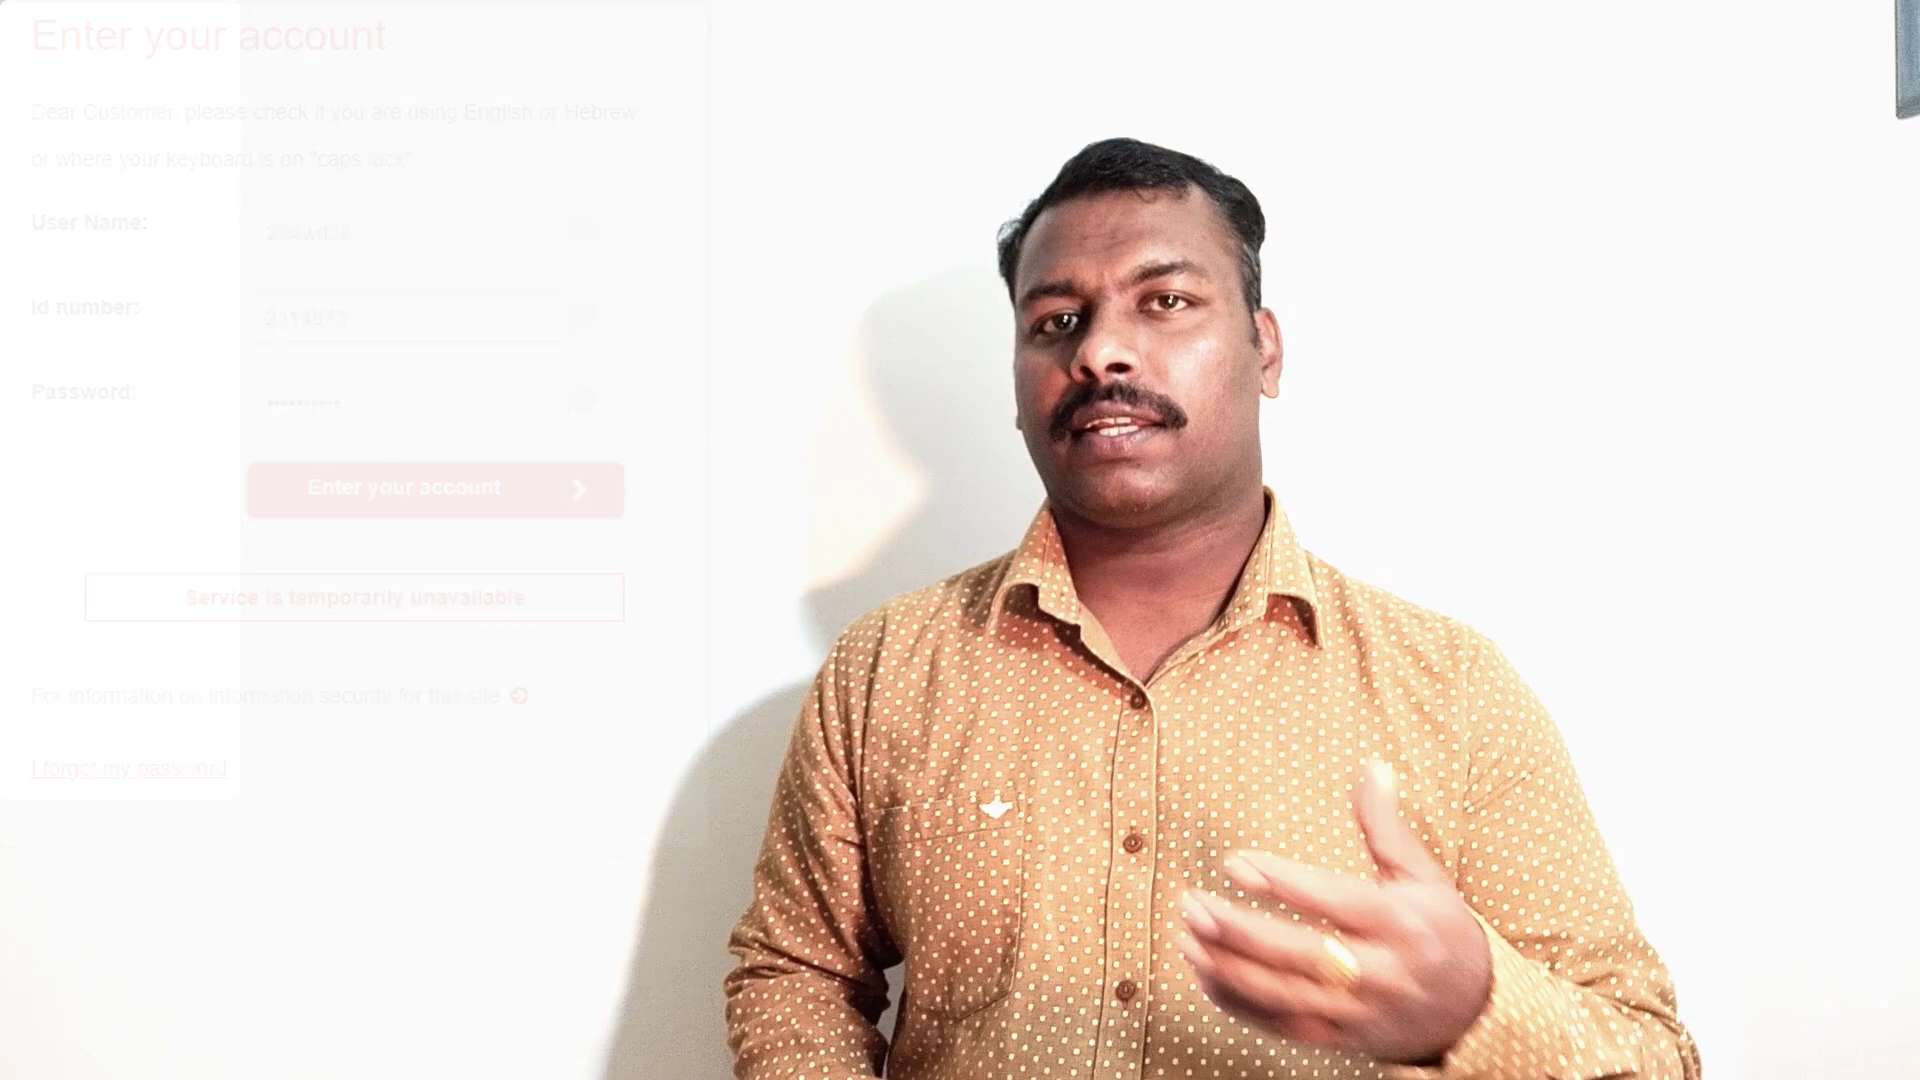 Enter your account
Dear Customer, please check if you are using English or Hebrew
or where your keyboard is on "caps lock"
User Name:
Id number:
Password:
Enter your account
Service is temporarily unavailable
For information on information security for this site
I forgot my password